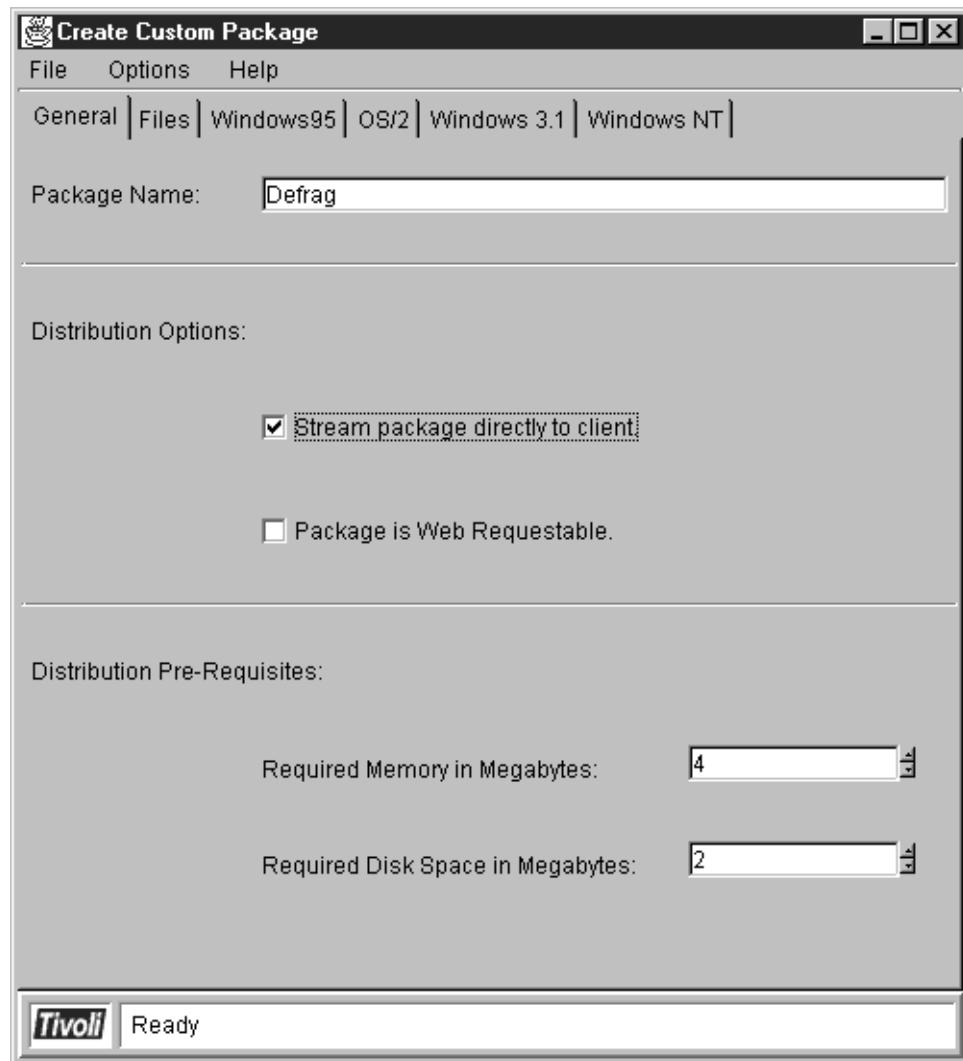 Create Custom Package
File Options Help
General Files Windows95 OS/2 Windows 3.1 Windows NT
Package Name: Defrag
Distribution Options:
Stream package directly to client.
Package is Web Requestable.
Distribution Pre-Requisites:
Required Memory in Megabytes: 4
Required Disk Space in Megabytes: 2
Tivoli Ready